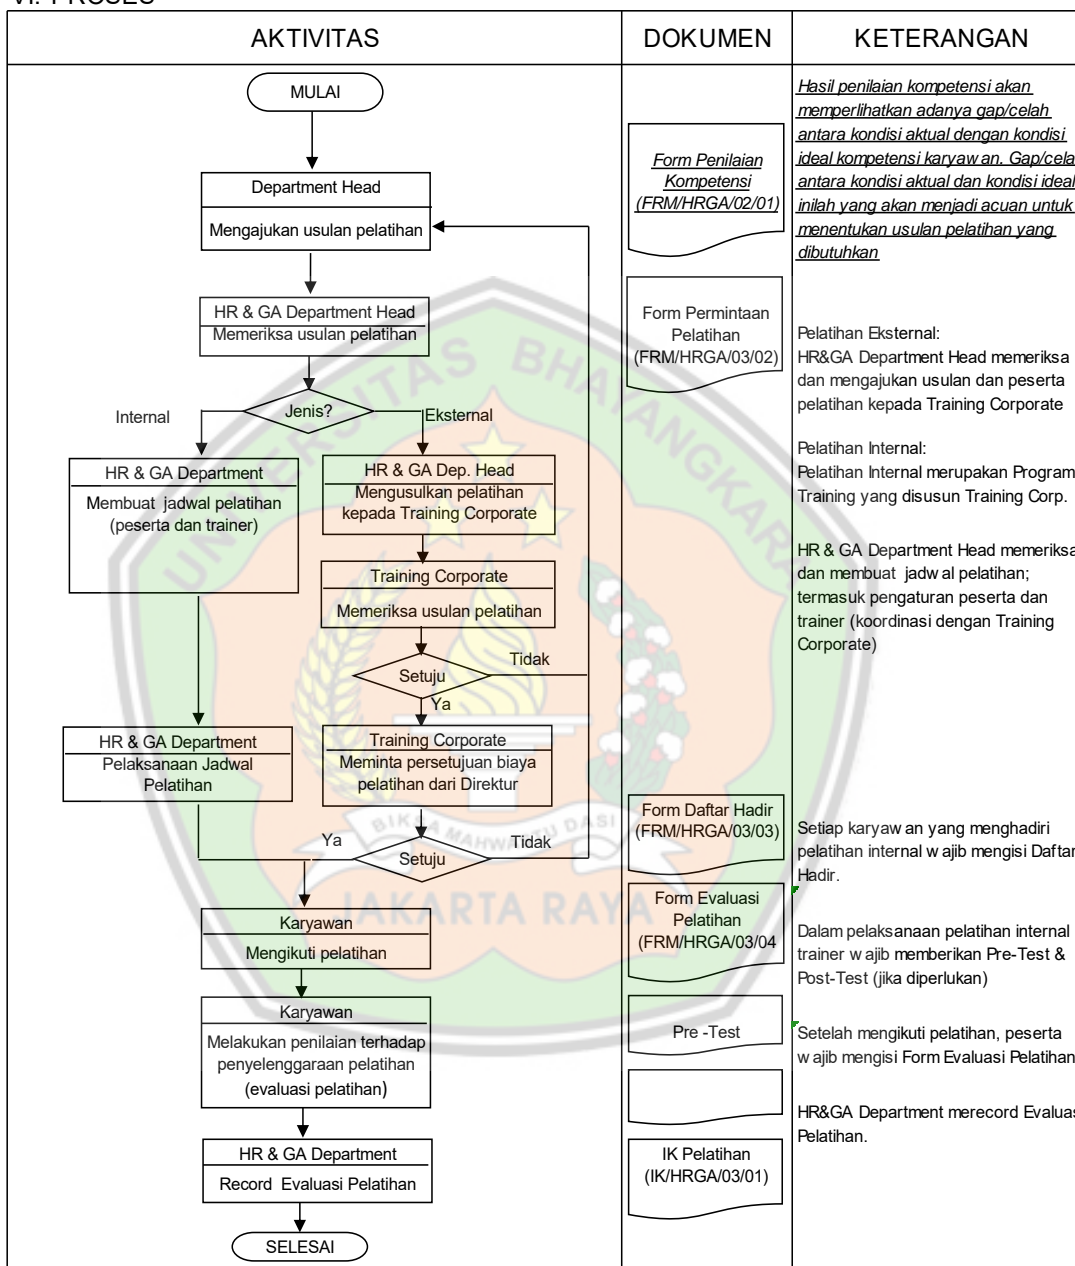 VI. PROSES
AKTIVITAS
DOKUMEN
KETERANGAN
MULAI
Department Head
Mengajukan usulan pelatihan
HR & GA Department Head
Memeriksa usulan pelatihan
Jenis?
Internal
Eksternal
HR & GA Department
Membuat jadwal pelatihan
(peserta dan trainer)
HR & GA Dep. Head
Mengusulkan pelatihan
kepada Training Corporate
Training Corporate
Memeriksa usulan pelatihan
Setuju
Tidak
Ya
HR & GA Department
Pelaksanaan Jadwal
Pelatihan
Training Corporate
Meminta persetujuan biaya
pelatihan dari Direktur
Ya
Setuju
Tidak
Karyawan
Mengikuti pelatihan
Karyawan
Melakukan penilaian terhadap
penyelenggaraan pelatihan
(evaluasi pelatihan)
HR & GA Department
Record Evaluasi Pelatihan
SELESAI
Form Penilaian
Kompetensi
(FRM/HRGA/02/01)
Form Permintaan
Pelatihan
(FRM/HRGA/03/02)
Form Daftar Hadir
(FRM/HRGA/03/03)
Form Evaluasi
Pelatihan
(FRM/HRGA/03/04
Pre -Test
IK Pelatihan
(IK/HRGA/03/01)
Hasil penilaian kompetensi akan
memperlihatkan adanya gap/celah
antara kondisi aktual dengan kondisi
ideal kompetensi karyawan. Gap/cela
antara kondisi aktual dan kondisi ideal
inilah yang akan menjadi acuan untuk
menentukan usulan pelatihan yang
dibutuhkan
Pelatihan Eksternal:
HR&GA Department Head memeriksa
dan mengajukan usulan dan peserta
pelatihan kepada Training Corporate
Pelatihan Internal:
Pelatihan Internal merupakan Program
Training yang disusun Training Corp.
HR & GA Department Head memeriksa
dan membuat jadwal pelatihan;
termasuk pengaturan peserta dan
trainer (koordinasi dengan Training
Corporate)
Setiap karyawan yang menghadiri
pelatihan internal wajib mengisi Daftar
Hadir.
Dalam pelaksanaan pelatihan internal
trainer wajib memberikan Pre-Test &
Post-Test (jika diperlukan)
Setelah mengikuti pelatihan, peserta
wajib mengisi Form Evaluasi Pelatihan
HR&GA Department merecord Evaluas
Pelatihan.
UNIVERSITAS BHAYANGKARA
BIKSA MAHWA TU DASI
JAKARTA RAYA